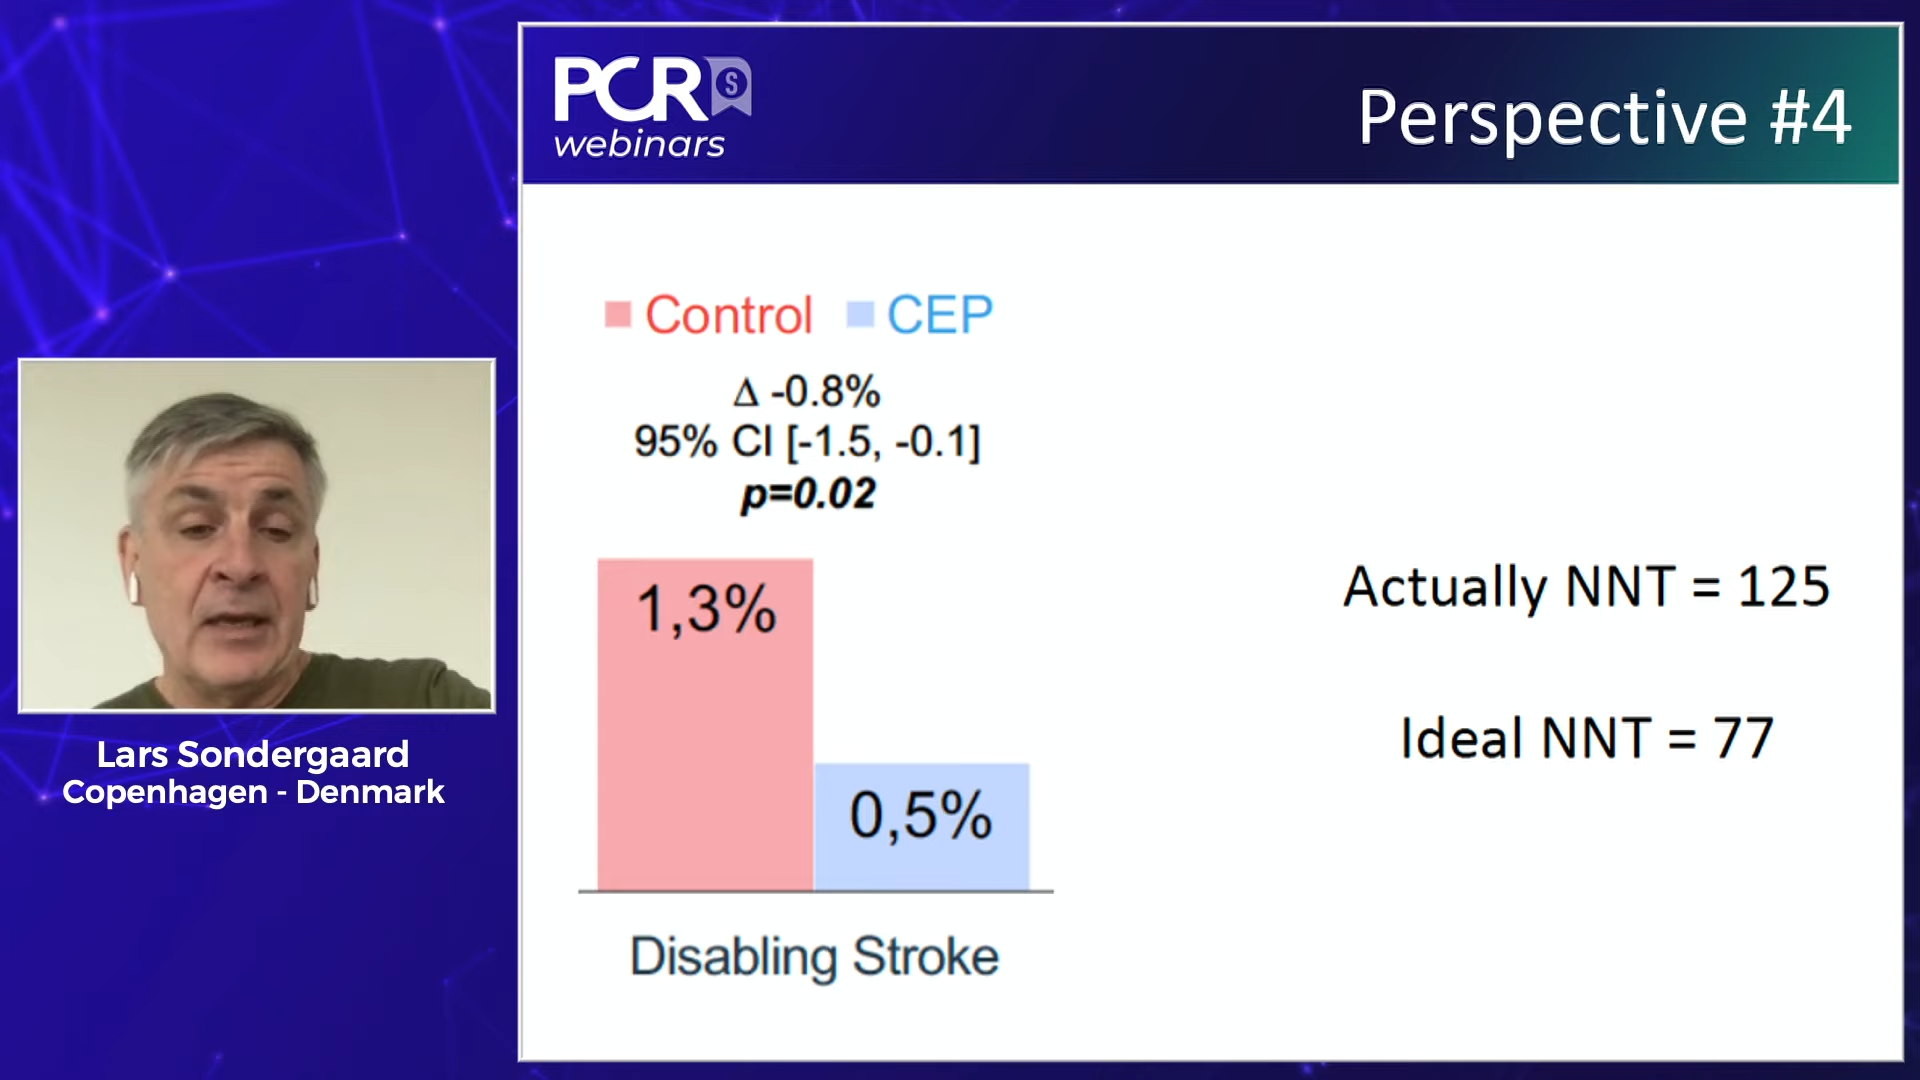 PCR S
webinars
Perspective #4
Control CEP
Δ -0.8%
95% CI [-1.5, -0.1]
p=0.02
1,3%
0,5%
Disabling Stroke
Actually NNT = 125
Ideal NNT = 77
Lars Sondergaard
Copenhagen - Denmark